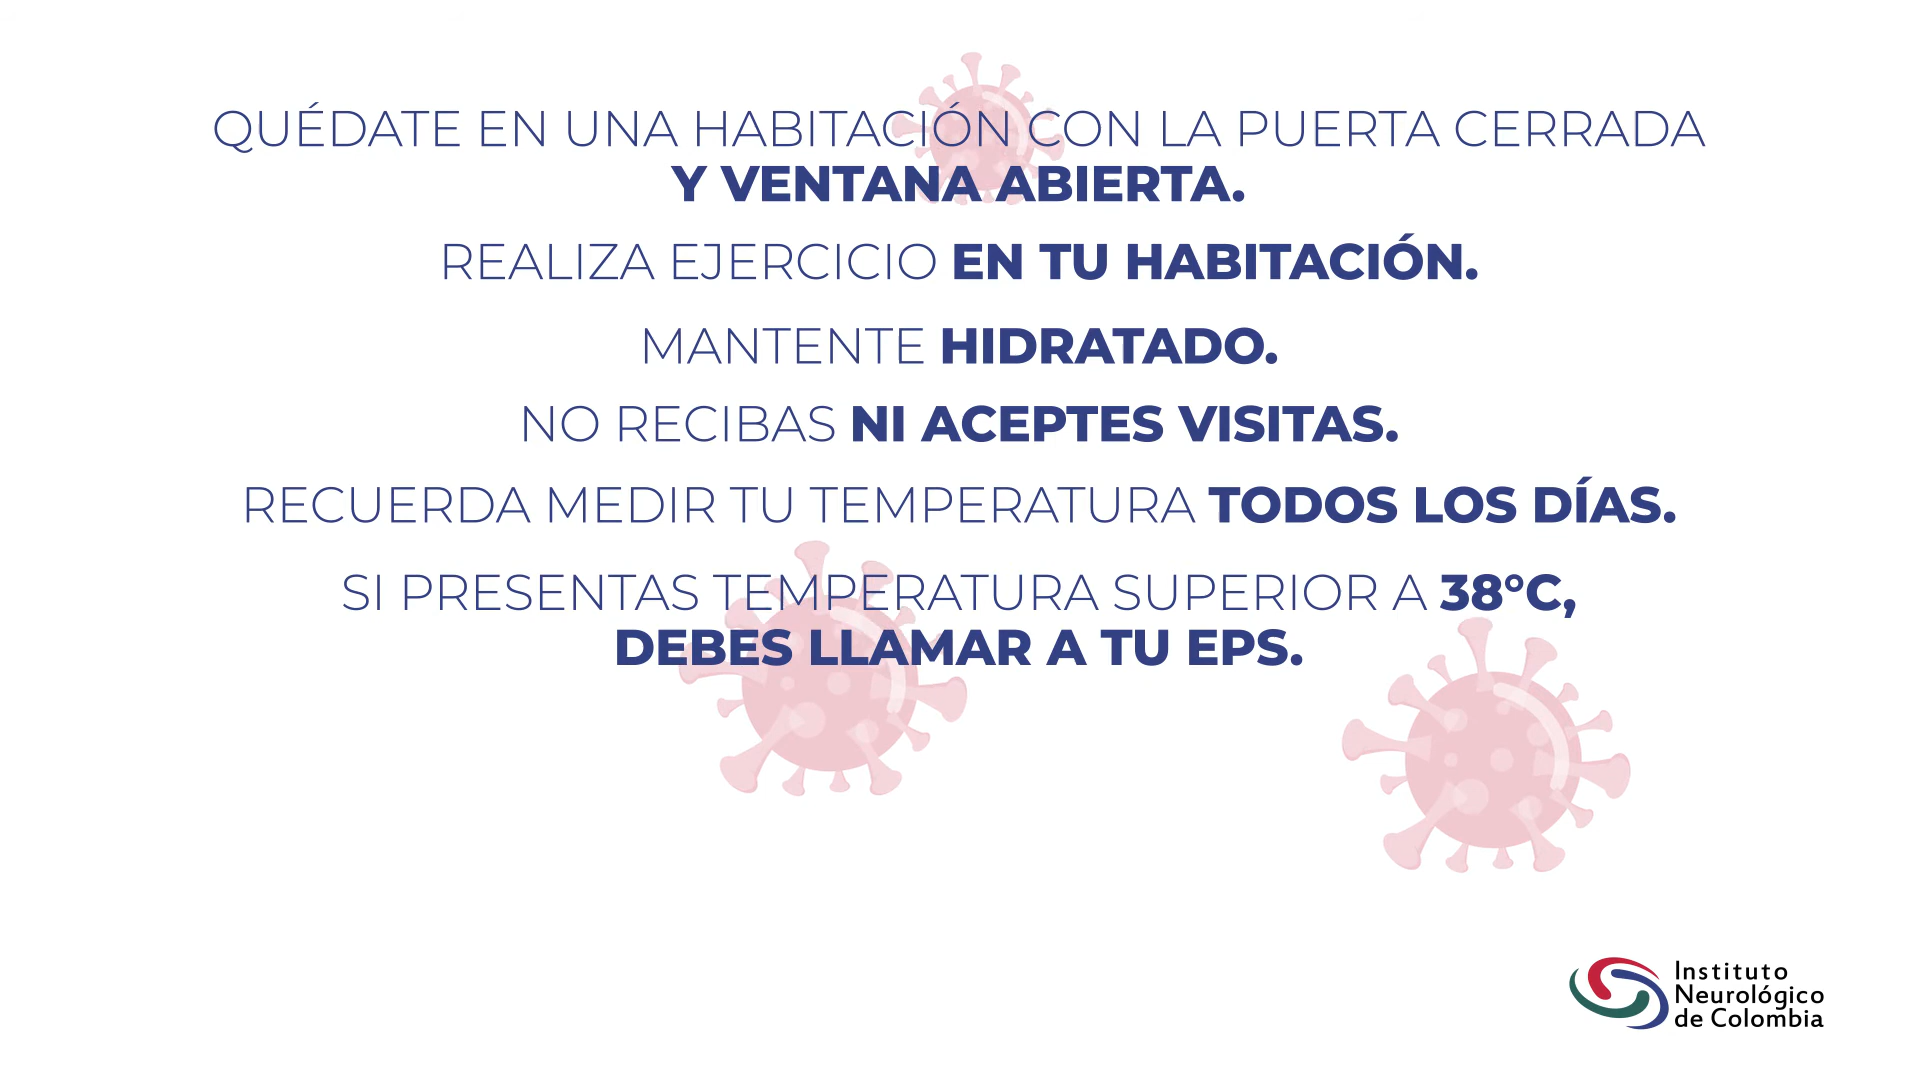 QUÉDATE EN UNA HABITACIÓN CON LA PUERTA CERRADA
Y VENTANA ABIERTA.
REALIZA EJERCICIO EN TU HABITACIÓN.
MANTENTE HIDRATADO.
NO RECIBAS NI ACEPTES VISITAS.
RECUERDA MEDIR TU TEMPERATURA TODOS LOS DÍAS.
SI PRESENTAS TEMPERATURA SUPERIOR A 38°C,
DEBES LLAMAR A TU EPS.
Instituto
Neurológico
de Colombia